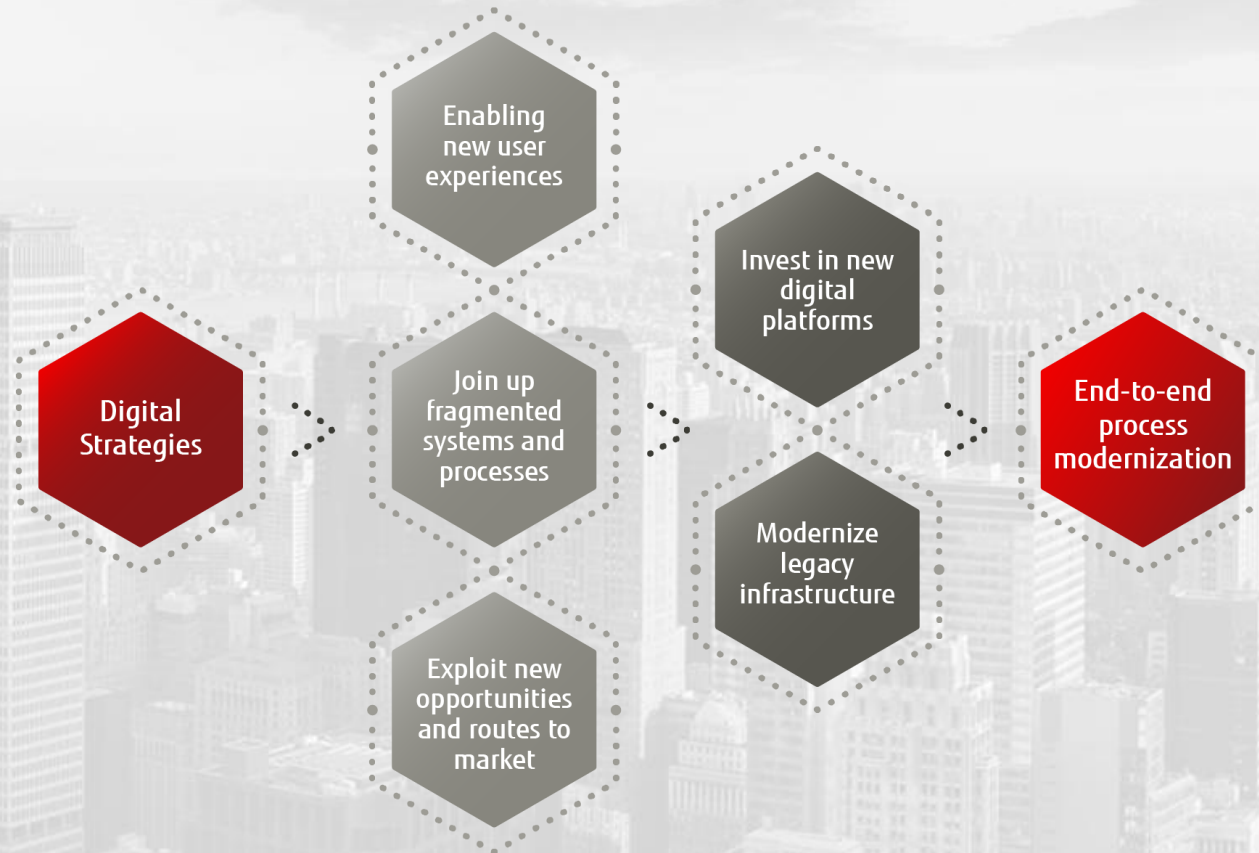 Digital
Strategies
Enabling
new user
experiences
Join up
fragmented
systems and
processes
Exploit new
opportunities
and routes to
market
Invest in new
digital
platforms
Modernize
legacy
infrastructure
End-to-end
process
modernization